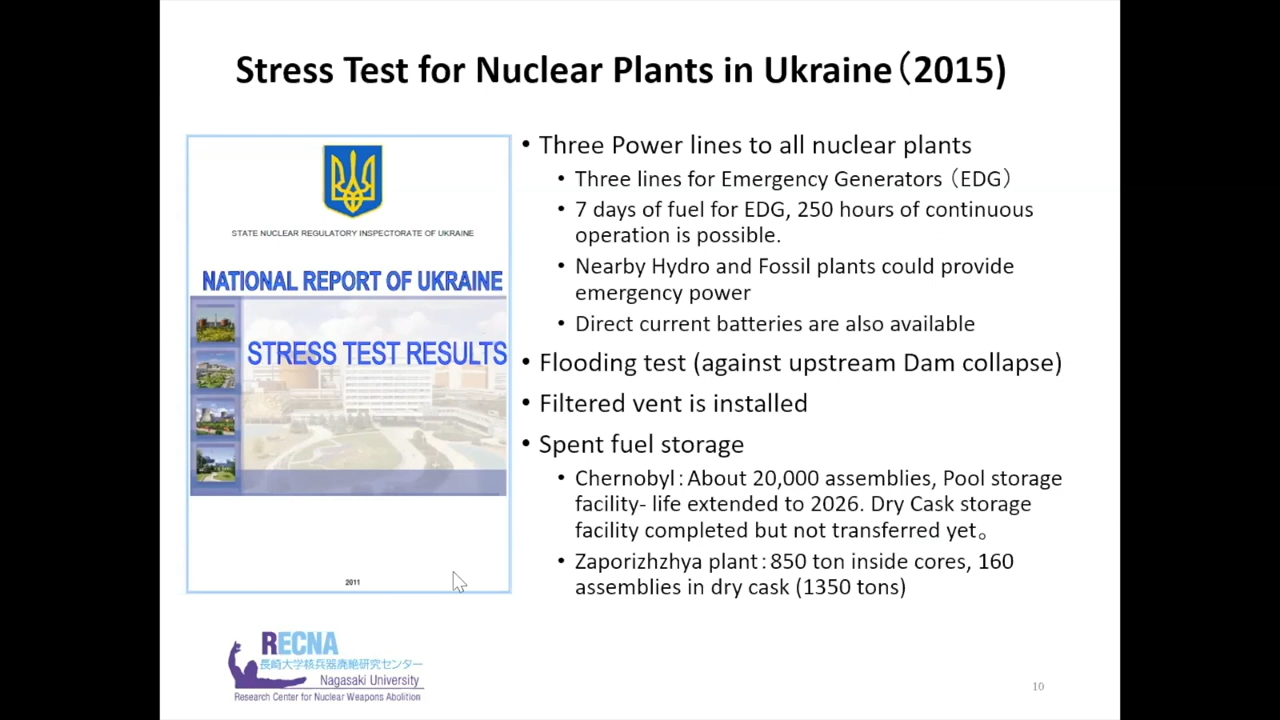 Stress Test for Nuclear Plants in Ukraine（2015)
STATE NUCLEAR REGULATORY INSPECTORATE OF UKRAINE
NATIONAL REPORT OF UKRAINE
STRESS TEST RESULTS
2011
• Three Power lines to all nuclear plants
• Three lines for Emergency Generators（EDG）
• 7 days of fuel for EDG, 250 hours of continuous
operation is possible.
• Nearby Hydro and Fossil plants could provide
emergency power
• Direct current batteries are also available
• Flooding test (against upstream Dam collapse)
• Filtered vent is installed
• Spent fuel storage
• Chernobyl：About 20,000 assemblies, Pool storage
facility- life extended to 2026. Dry Cask storage
facility completed but not transferred yet。
• Zaporizhzhya plant：850 ton inside cores, 160
assemblies in dry cask (1350 tons)
RECNA
長崎大学核兵器廃絶研究センター
Nagasaki University
Research Center for Nuclear Weapons Abolition
10